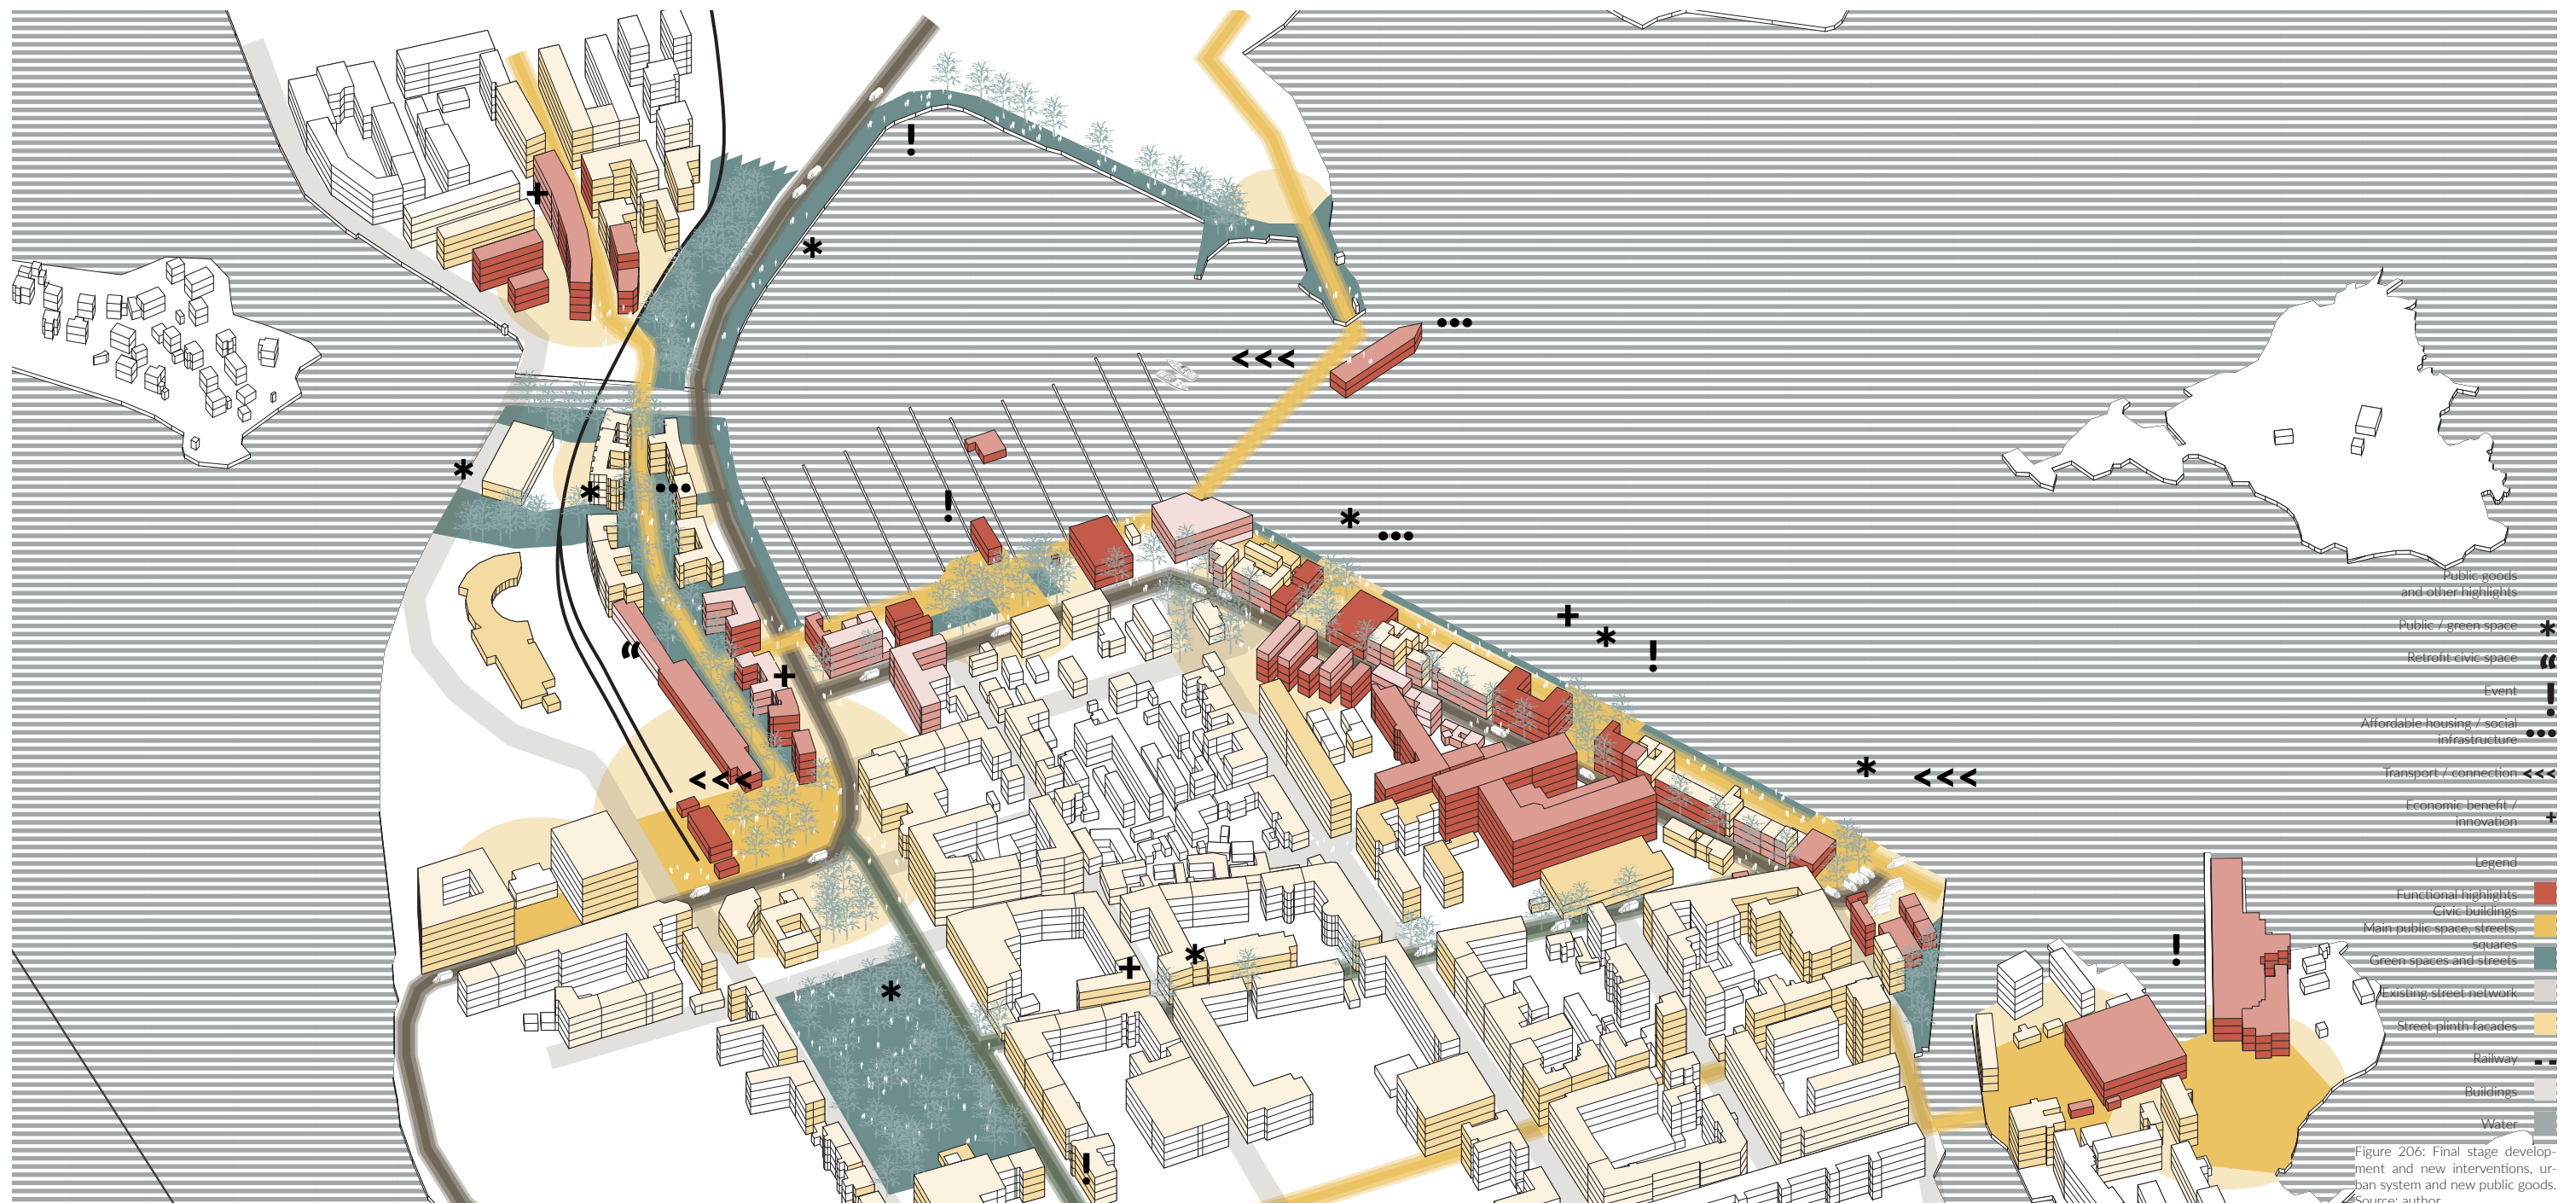 Public goods
and other highlights
Public / green space
Retrofit civic space
Event
Affordable housing / social
infrastructure
Transport / connection
Economic benefit /
innovation
Legend
Functional highlights
Civic buildings
Main public space, streets,
squares
Green spaces and streets
Existing street network
Street plinth facades
Railway
Buildings
Water
Figure 206: Final stage develop-
ment and new interventions, ur-
ban system and new public goods.
Source: author